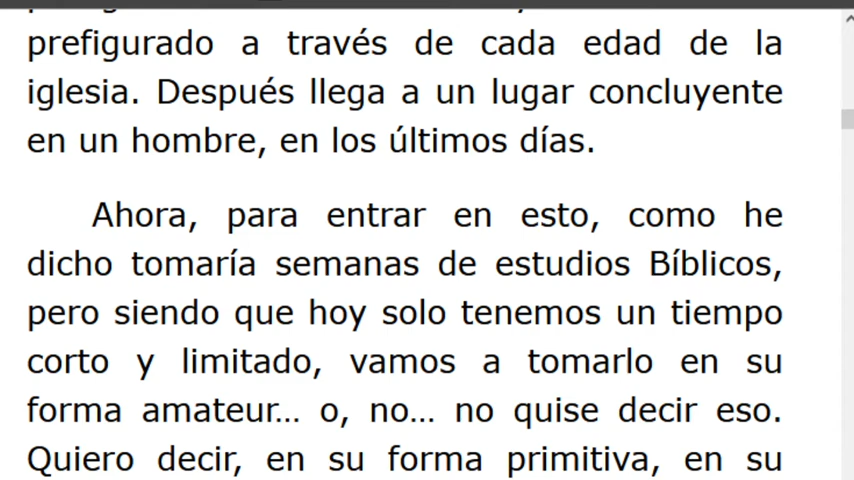 prefigurado a través de cada edad de la
iglesia. Después llega a un lugar concluyente
en un hombre, en los últimos días.
Ahora, para entrar en esto, como he
dicho tomaría semanas de estudios Bíblicos,
pero siendo que hoy solo tenemos un tiempo
corto y limitado, vamos a tomarlo en su
forma amateur... o, no... no quise decir eso.
Quiero decir, en su forma primitiva, en su